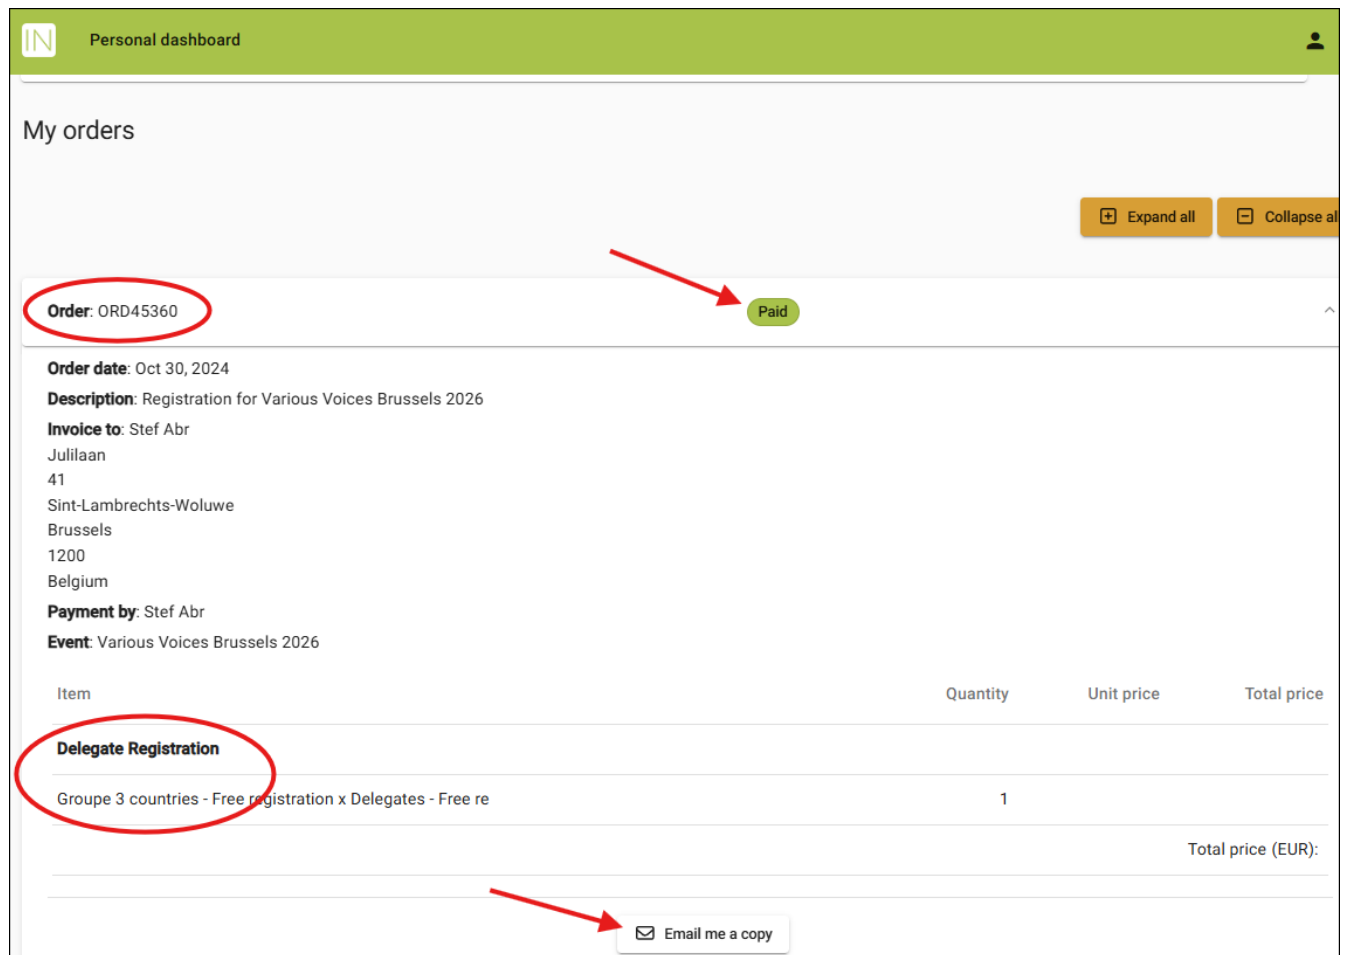 IN Personal dashboard
My orders
Expand all
Collapse al
Order: ORD45360
Paid
Order date: Oct 30, 2024
Description: Registration for Various Voices Brussels 2026
Invoice to: Stef Abr
Julilaan
41
Sint-Lambrechts-Woluwe
Brussels
1200
Belgium
Payment by: Stef Abr
Event: Various Voices Brussels 2026
Item Quantity Unit price Total price
Delegate Registration
Groupe 3 countries - Free registration x Delegates - Free re 1
Total price (EUR):
Email me a copy